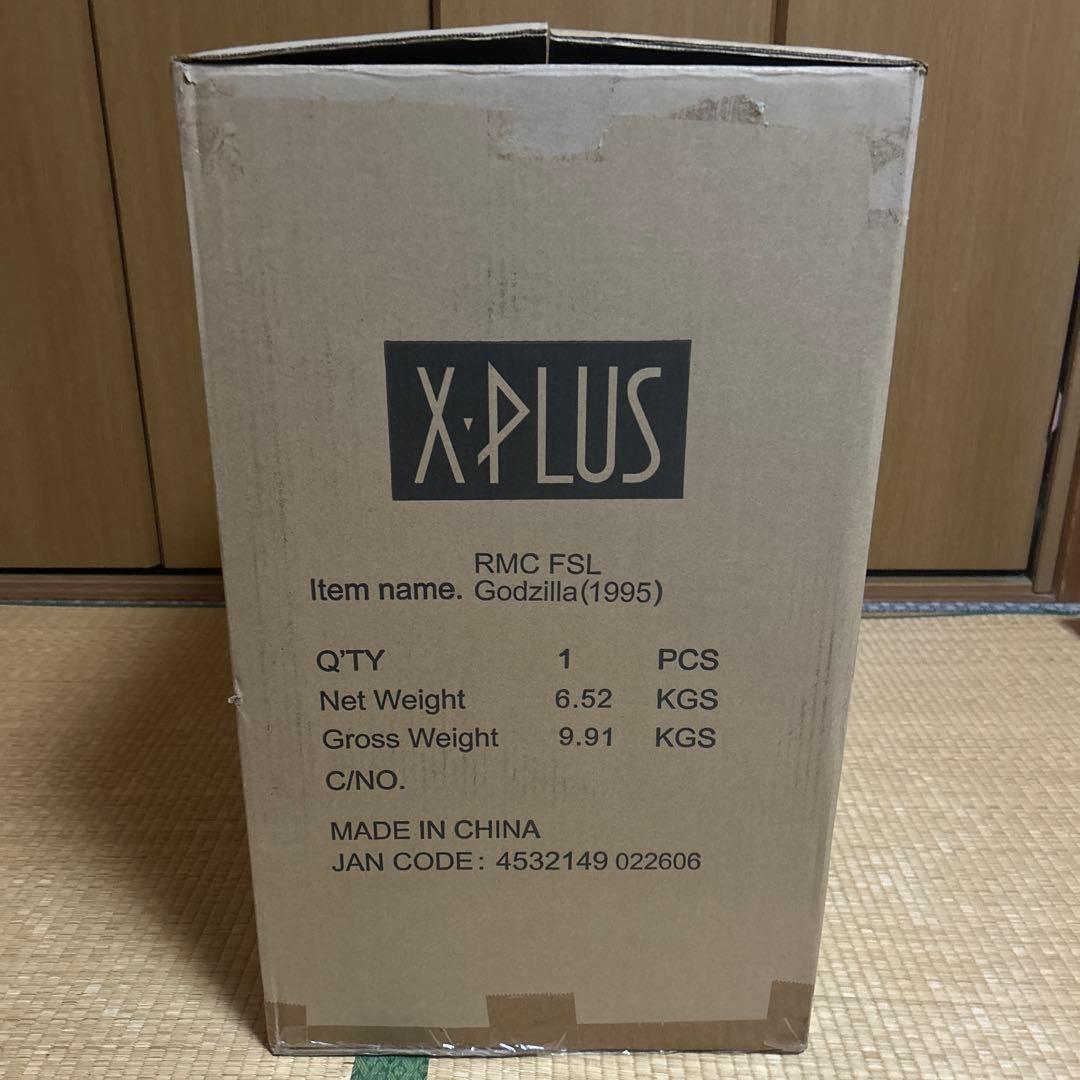 X·PLUS
RMC FSL
Item name. Godzilla(1995)
Q'TY 1 PCS
Net Weight 6.52 KGS
Gross Weight 9.91 KGS
C/NO.
MADE IN CHINA
JAN CODE: 4532149 022606